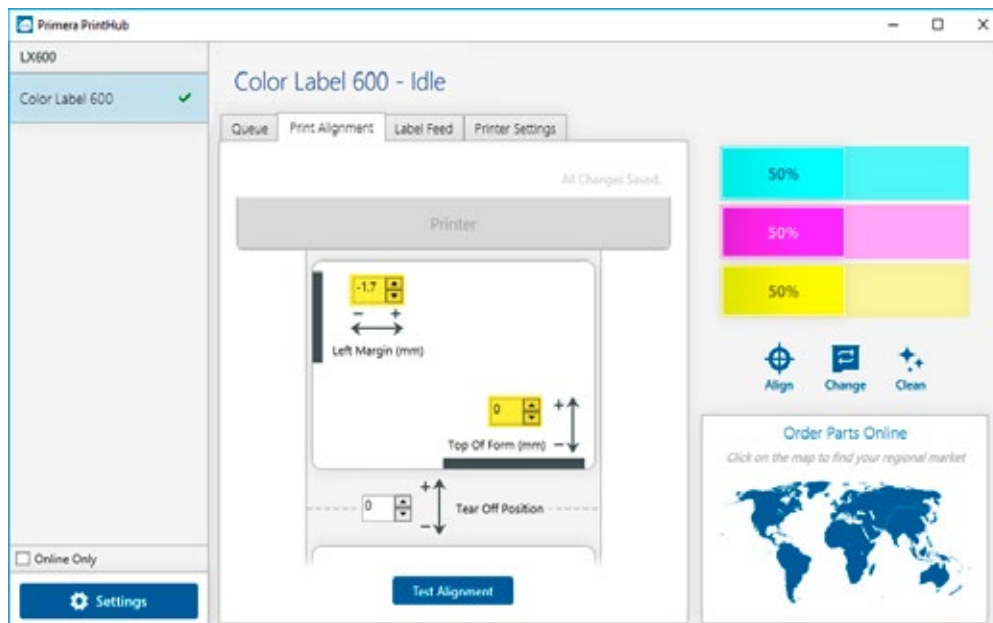 Primera PrintHub
LX600
Color Label 600
Color Label 600 - Idle
Queue Print Alignment Label Feed Printer Settings
All Changes Saved.
Printer
-1.7
- +
Left Margin (mm)
0
+
-
Top Of Form (mm)
0
+
-
Tear Off Position
Test Alignment
50%
50%
50%
Align Change Clean
Order Parts Online
Click on the map to find your regional market
Online Only
Settings